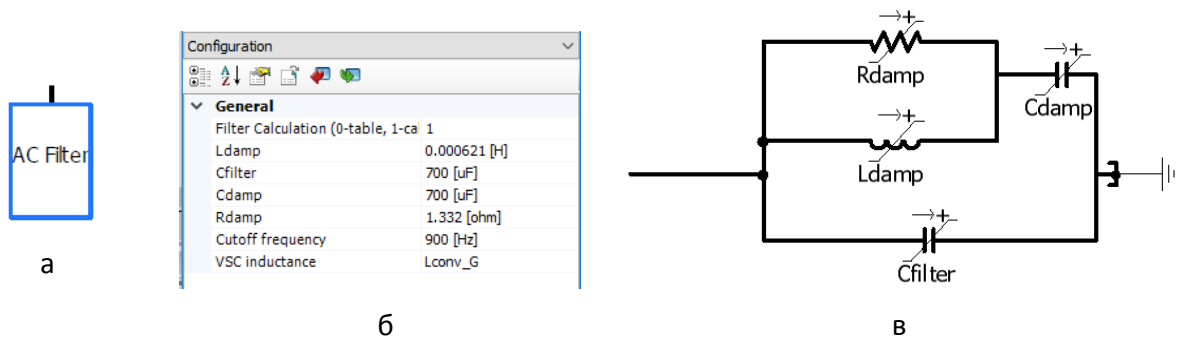 AC Filter
а
Configuration
General
Filter Calculation (0-table, 1-cal 1
Ldamp 0.000621 [H]
Cfilter 700 [uF]
Cdamp 700 [uF]
Rdamp 1.332 [ohm]
Cutoff frequency 900 [Hz]
VSC inductance Lconv_G
б
Rdamp
Cdamp
Ldamp
Cfilter
в